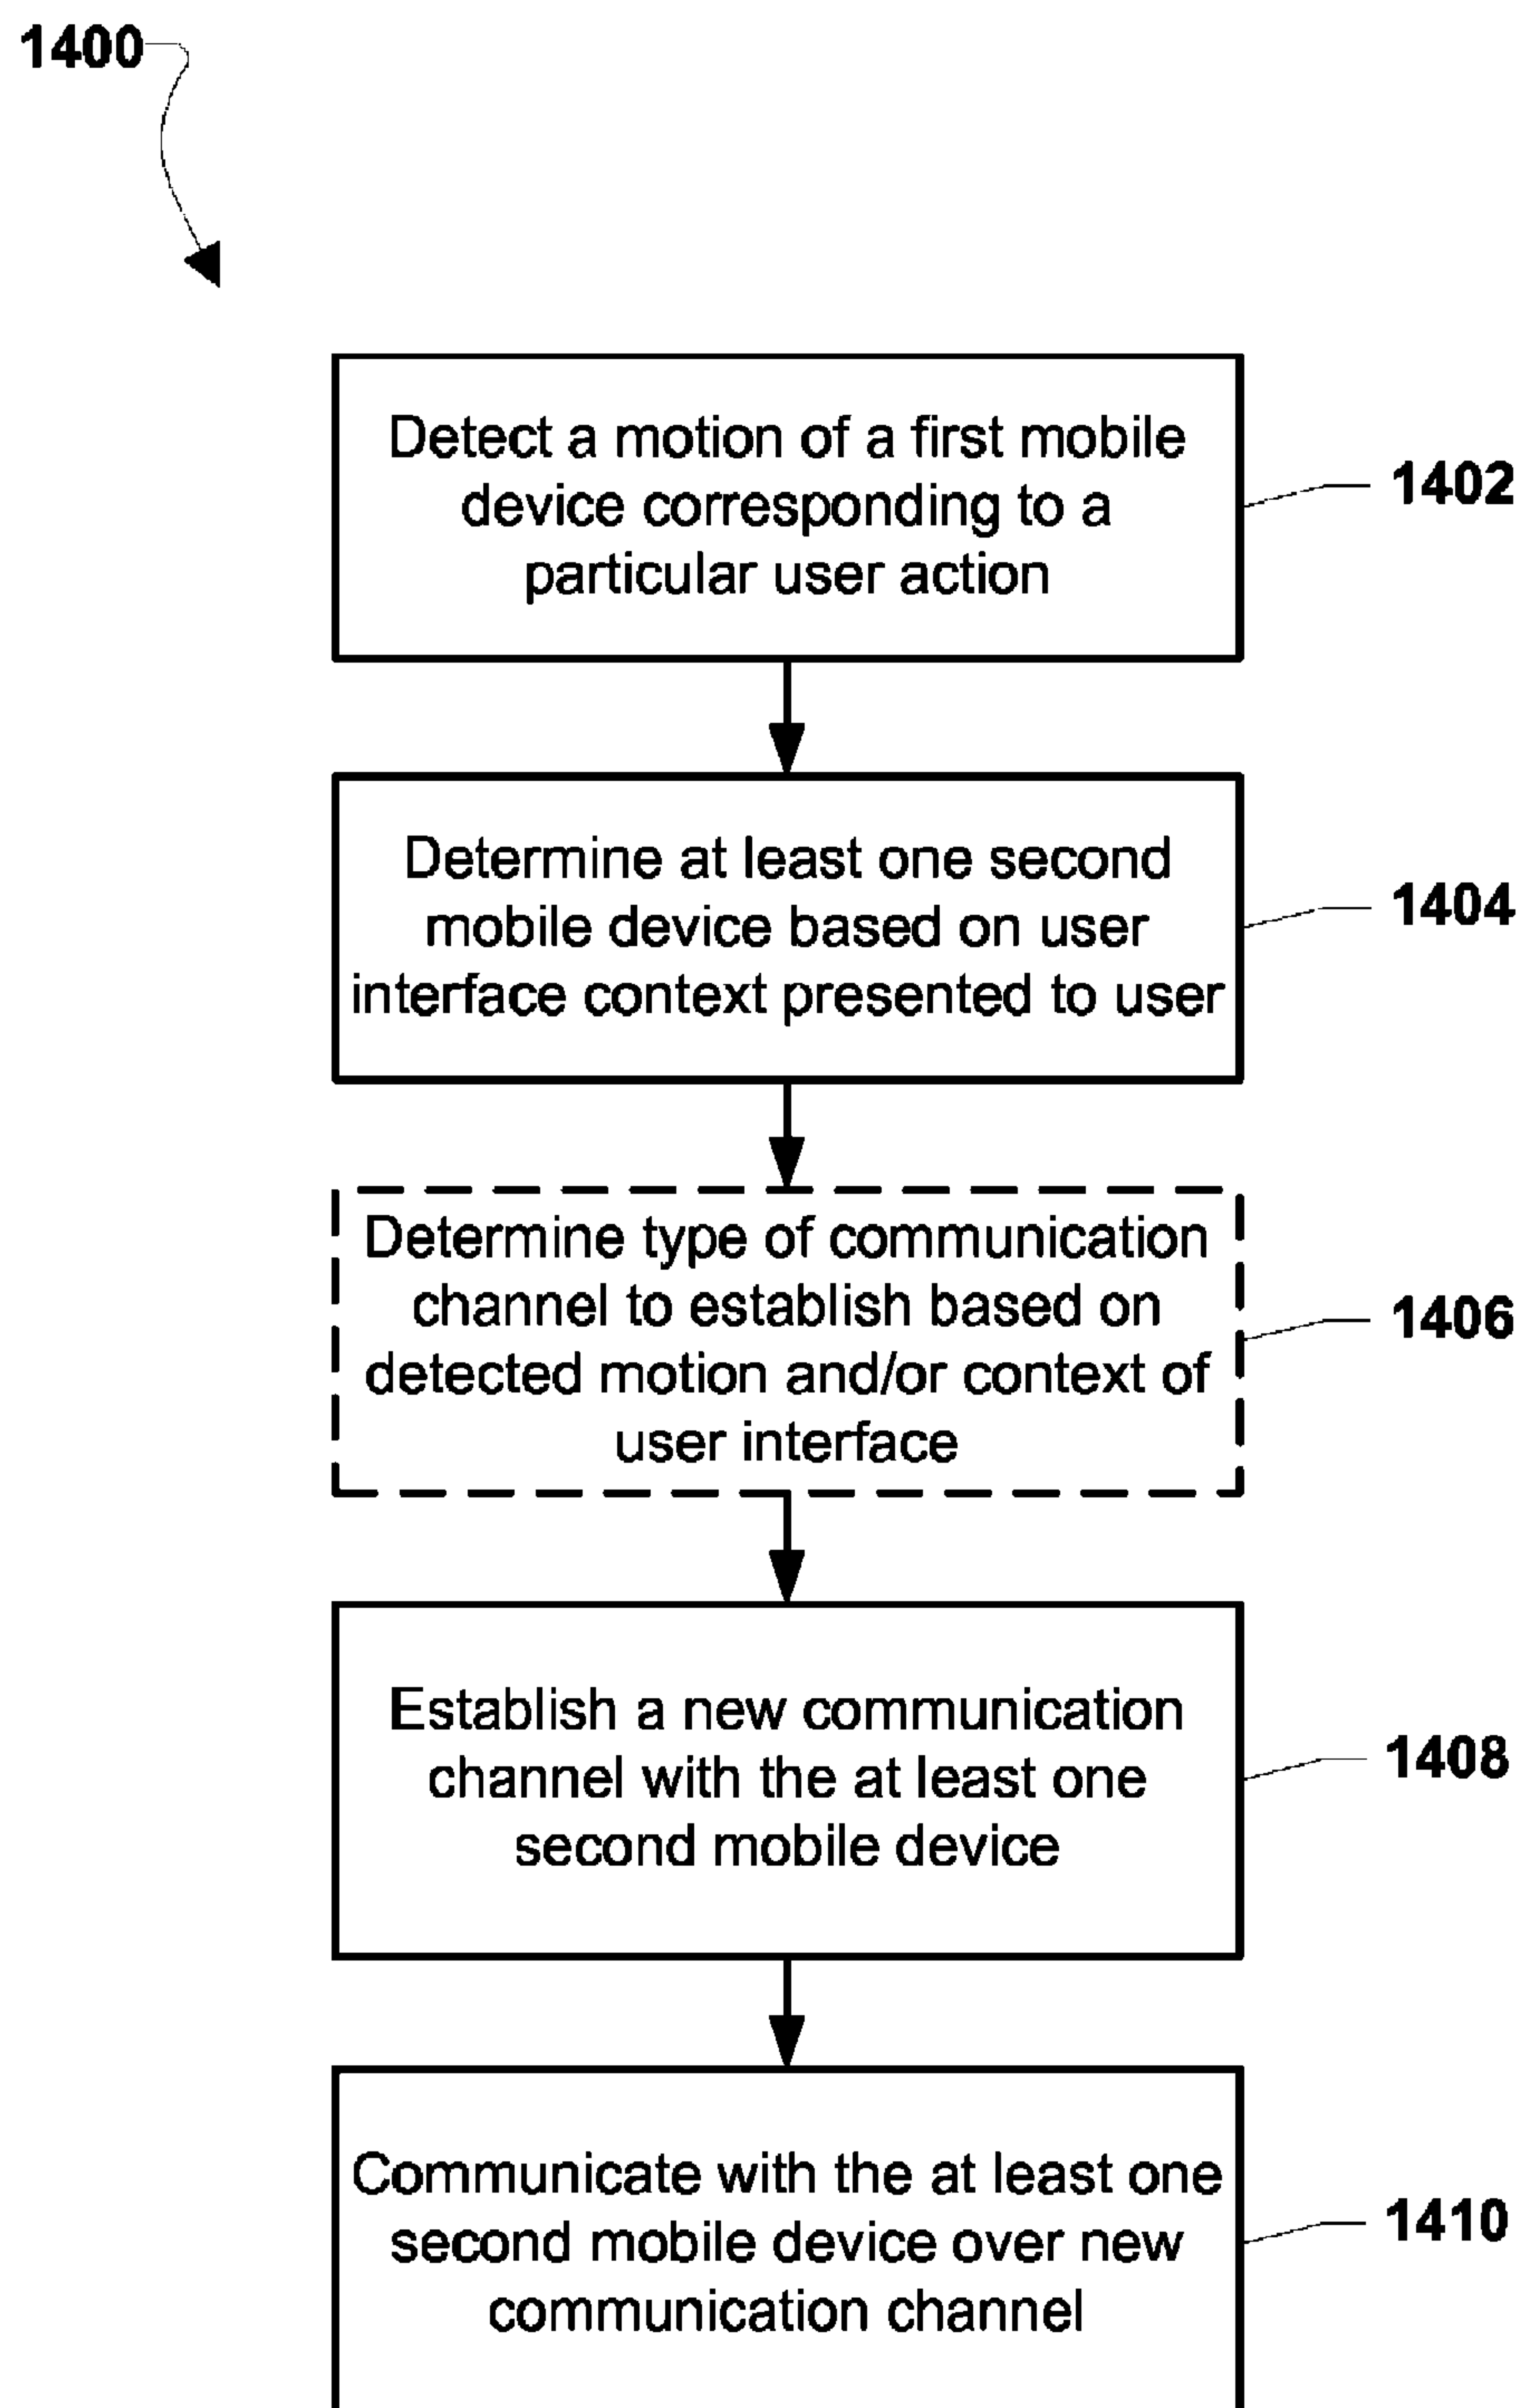 1400
Detect a motion of a first mobile
device corresponding to a
particular user action
1402
Determine at least one second
mobile device based on user
interface context presented to user
1404
Determine type of communication
channel to establish based on
detected motion and/or context of
user interface
1406
Establish a new communication
channel with the at least one
second mobile device
1408
Communicate with the at least one
second mobile device over new
communication channel
1410